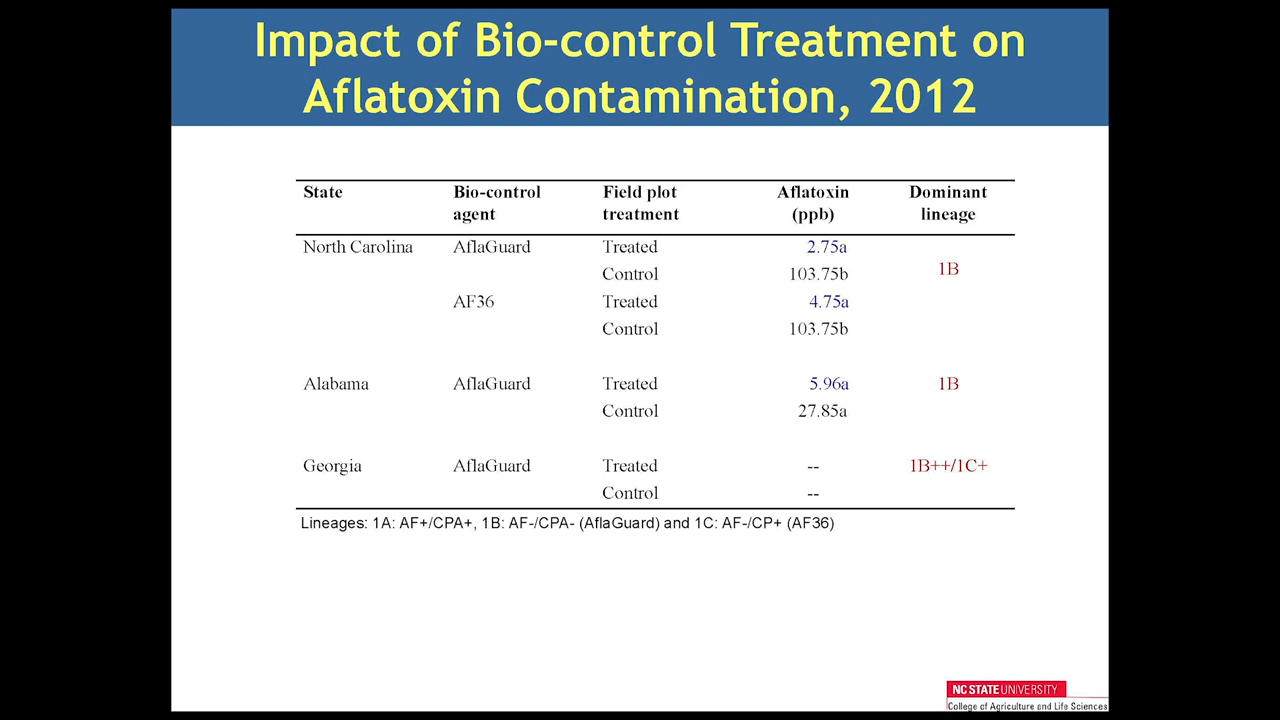 Impact of Bio-control Treatment on
Aflatoxin Contamination, 2012
State Bio-control agent Field plot treatment Aflatoxin (ppb) Dominant lineage
North Carolina AflaGuard Treated 2.75a 1B
Control 103.75b
AF36 Treated 4.75a
Control 103.75b
Alabama AflaGuard Treated 5.96a 1B
Control 27.85a
Georgia AflaGuard Treated -- 1B++/1C+
Control --
Lineages: 1A: AF+/CPA+, 1B: AF-/CPA- (AflaGuard) and 1C: AF-/CP+ (AF36)
NC STATE UNIVERSITY
College of Agriculture and Life Sciences